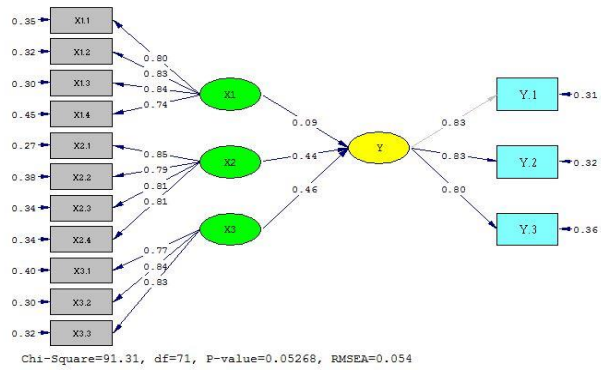 0.35 X1.1
0.32 X1.2
0.30 X1.3
0.45 X1.4
0.27 X2.1
0.38 X2.2
0.34 X2.3
0.34 X2.4
0.40 X3.1
0.30 X3.2
0.32 X3.3
0.80
0.83
0.84
0.74
0.85
0.79
0.81
0.81
0.77
0.84
0.83
X1
X2
X3
0.09
0.44
0.46
Y
0.83
0.83
0.80
Y.1 0.31
Y.2 0.32
Y.3 0.36
Chi-Square=91.31, df=71, P-value=0.05268, RMSEA=0.054